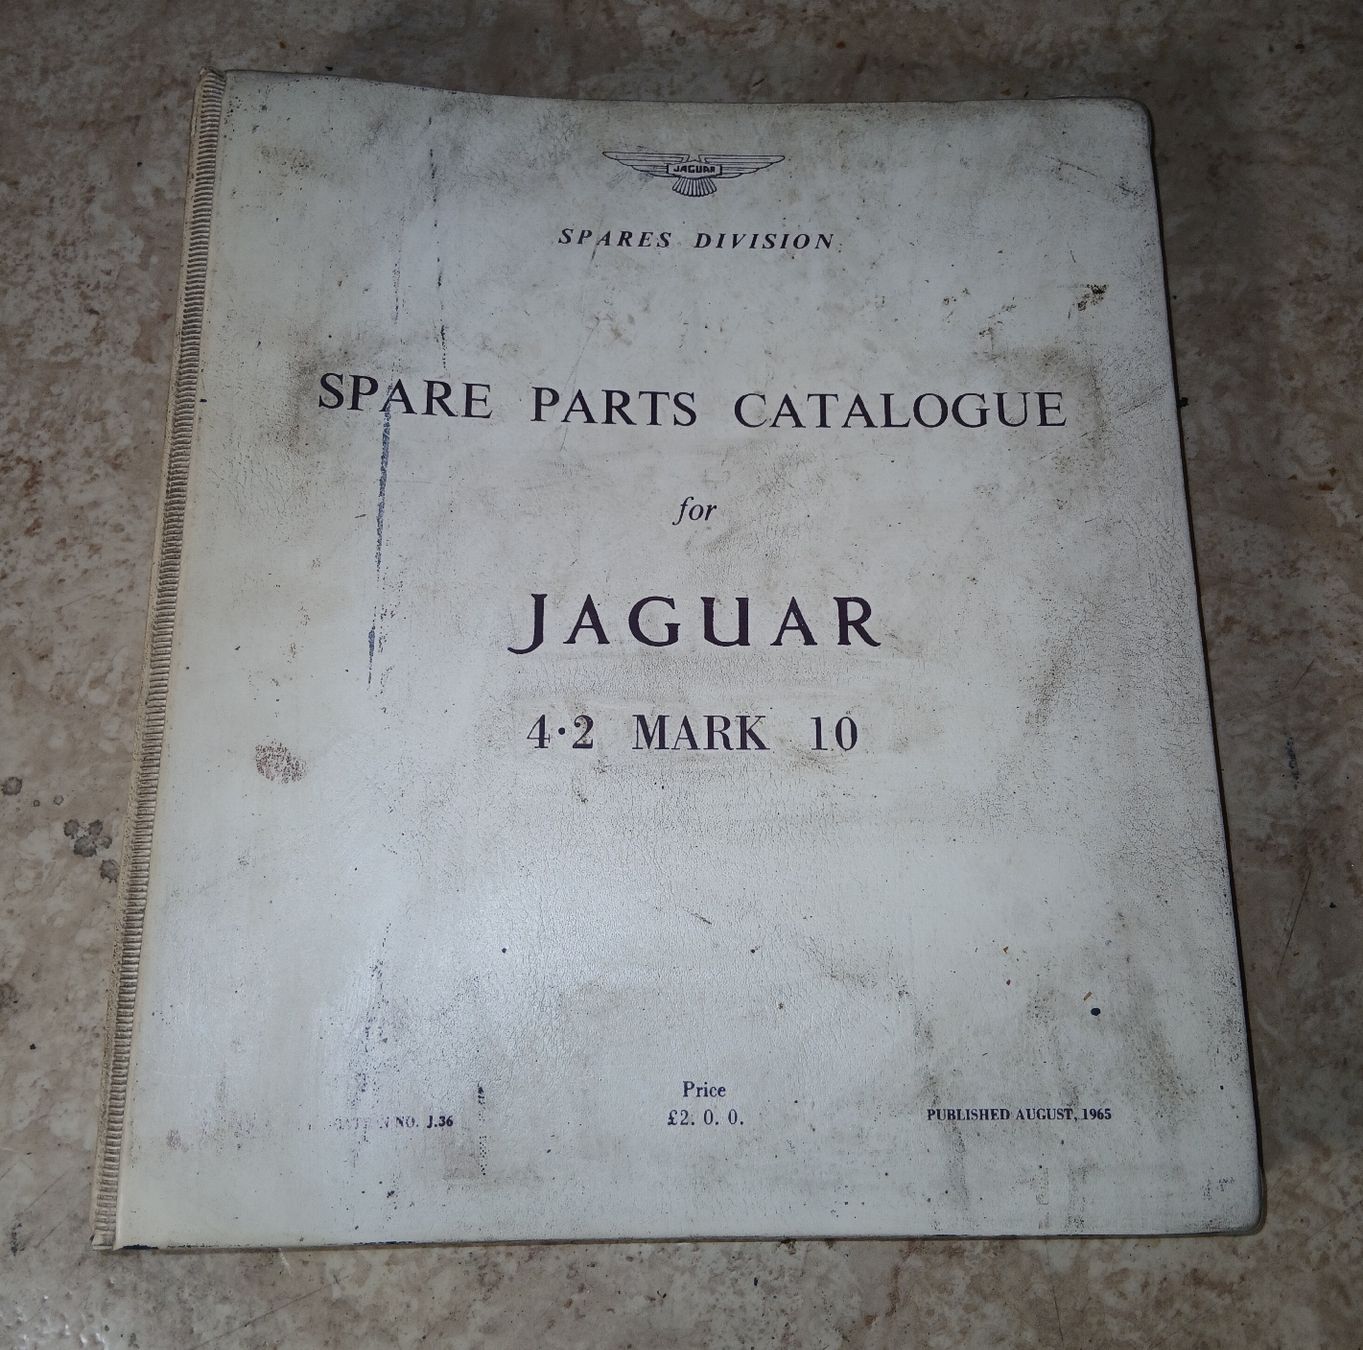 JAGUAR
SPARES DIVISION
SPARE PARTS CATALOGUE
for
JAGUAR
4·2 MARK 10
Price
£2. 0. 0.
NO. J.36
PUBLISHED AUGUST, 1965